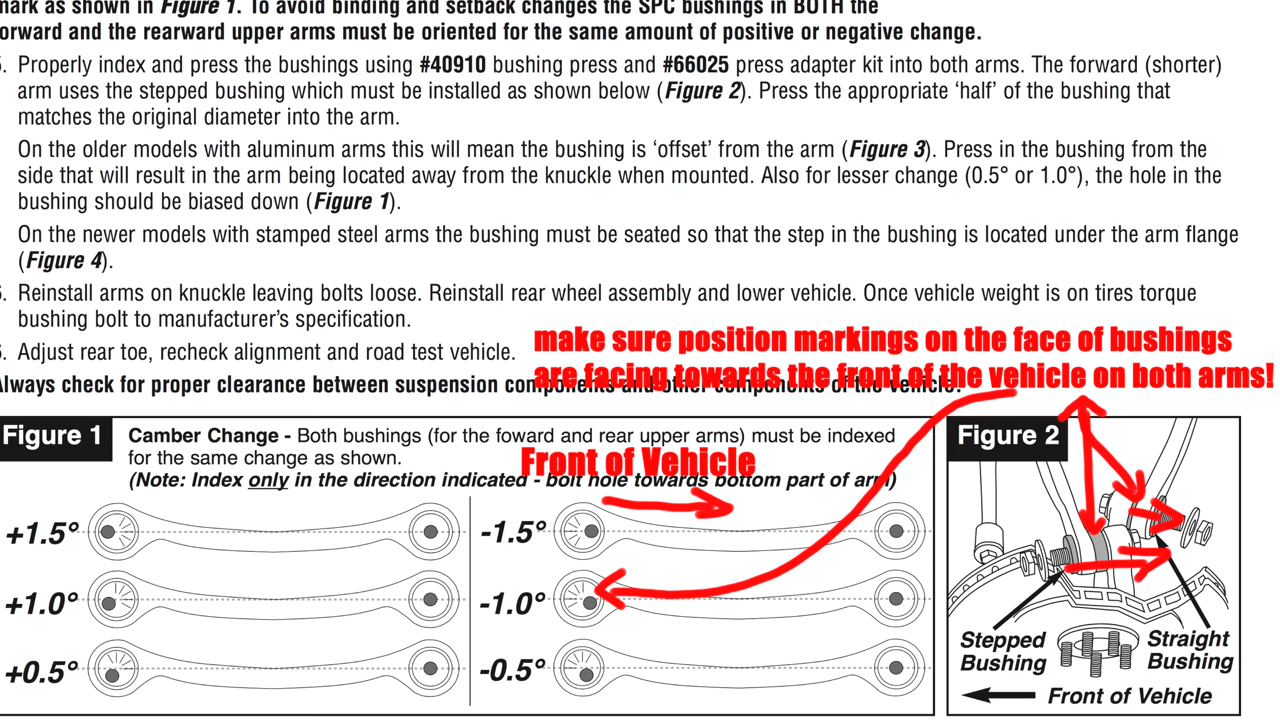 mark as shown in Figure 1. To avoid binding and setback changes the SPC bushings in BOTH the
forward and the rearward upper arms must be oriented for the same amount of positive or negative change.
5. Properly index and press the bushings using #40910 bushing press and #66025 press adapter kit into both arms. The forward (shorter)
arm uses the stepped bushing which must be installed as shown below (Figure 2). Press the appropriate ‘half’ of the bushing that
matches the original diameter into the arm.
On the older models with aluminum arms this will mean the bushing is ‘offset’ from the arm (Figure 3). Press in the bushing from the
side that will result in the arm being located away from the knuckle when mounted. Also for lesser change (0.5° or 1.0°), the hole in the
bushing should be biased down (Figure 1).
On the newer models with stamped steel arms the bushing must be seated so that the step in the bushing is located under the arm flange
(Figure 4).
Reinstall arms on knuckle leaving bolts loose. Reinstall rear wheel assembly and lower vehicle. Once vehicle weight is on tires torque
bushing bolt to manufacturer’s specification.
make sure position markings on the face of bushings
Adjust rear toe, recheck alignment and road test vehicle.
are facing towards the front of the vehicle on both arms!
Always check for proper clearance between suspension components and other components of the vehicle.
Figure 1
Camber Change - Both bushings (for the foward and rear upper arms) must be indexed
for the same change as shown.
Front of Vehicle
(Note: Index only in the direction indicated - bolt hole towards bottom part of arm)
+1.5°
-1.5°
+1.0°
-1.0°
+0.5°
-0.5°
Figure 2
Stepped
Bushing
Straight
Bushing
Front of Vehicle